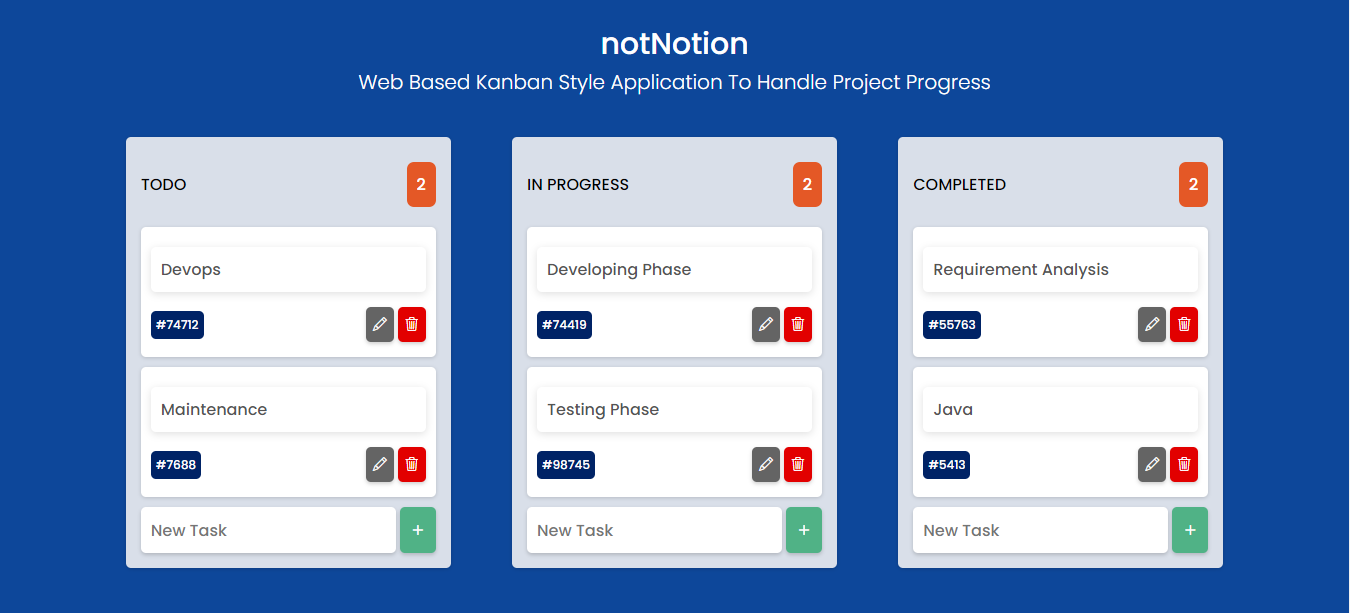 notNotion
Web Based Kanban Style Application To Handle Project Progress
TODO
2
Devops
#74712
Maintenance
#7688
New Task
+
IN PROGRESS
2
Developing Phase
#74419
Testing Phase
#98745
New Task
+
COMPLETED
2
Requirement Analysis
#55763
Java
#5413
New Task
+